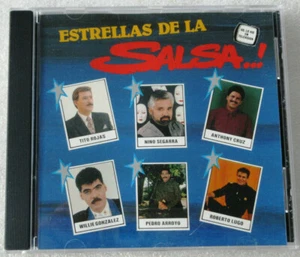 ESTRELLAS DE LA
SALSA..!
TITO ROJAS
NINO SEGARRA
ANTHONY CRUZ
WILLIE GONZALEZ
PEDRO ARROYO
ROBERTO LUGO